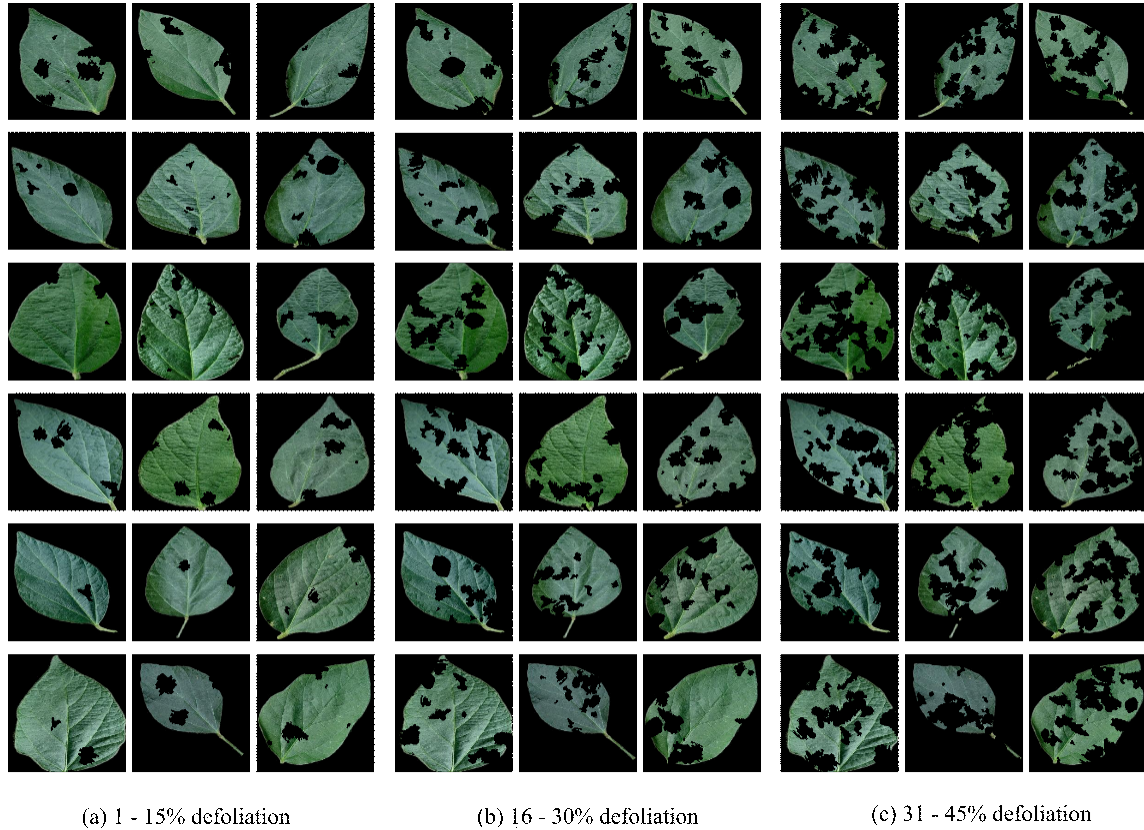 (a) 1 - 15% defoliation
(b) 16 - 30% defoliation
(c) 31 - 45% defoliation